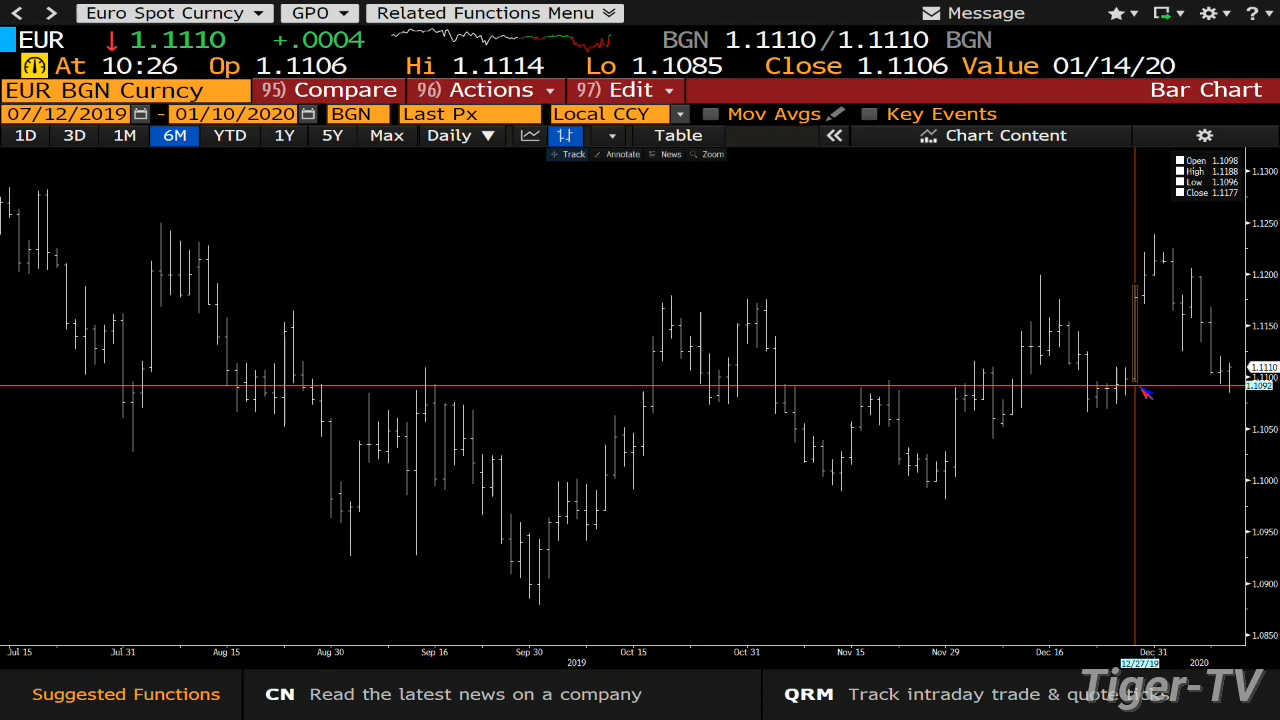 Euro Spot Curncy GPO Related Functions Menu Message ?
EUR 1.1110 +.0004 BGN 1.1110/1.1110 BGN
At 10:26 Op 1.1106 Hi 1.1114 Lo 1.1085 Close 1.1106 Value 01/14/20
EUR BGN Curncy 95) Compare 96) Actions 97) Edit Bar Chart
07/12/2019 - 01/10/2020 BGN Last Px Local CCY Mov Avgs Key Events
1D 3D 1M 6M YTD 1Y 5Y Max Daily ▼ Table Chart Content
Track Annotate News Zoom
Open 1.1098
High 1.1188
Low 1.1096
Close 1.1177
1.1300
1.1250
1.1200
1.1150
1.1110
1.1100
1.1092
1.1050
1.1000
1.0950
1.0900
1.0850
Jul 15 Jul 31 Aug 15 Aug 30 Sep 16 Sep 30 Oct 15 Oct 31 Nov 15 Nov 29 Dec 16 Dec 31
2019 12/27/19 2020
Suggested Functions CN Read the latest news on a company QRM Track intraday trade & quote ticks
Tiger-TV